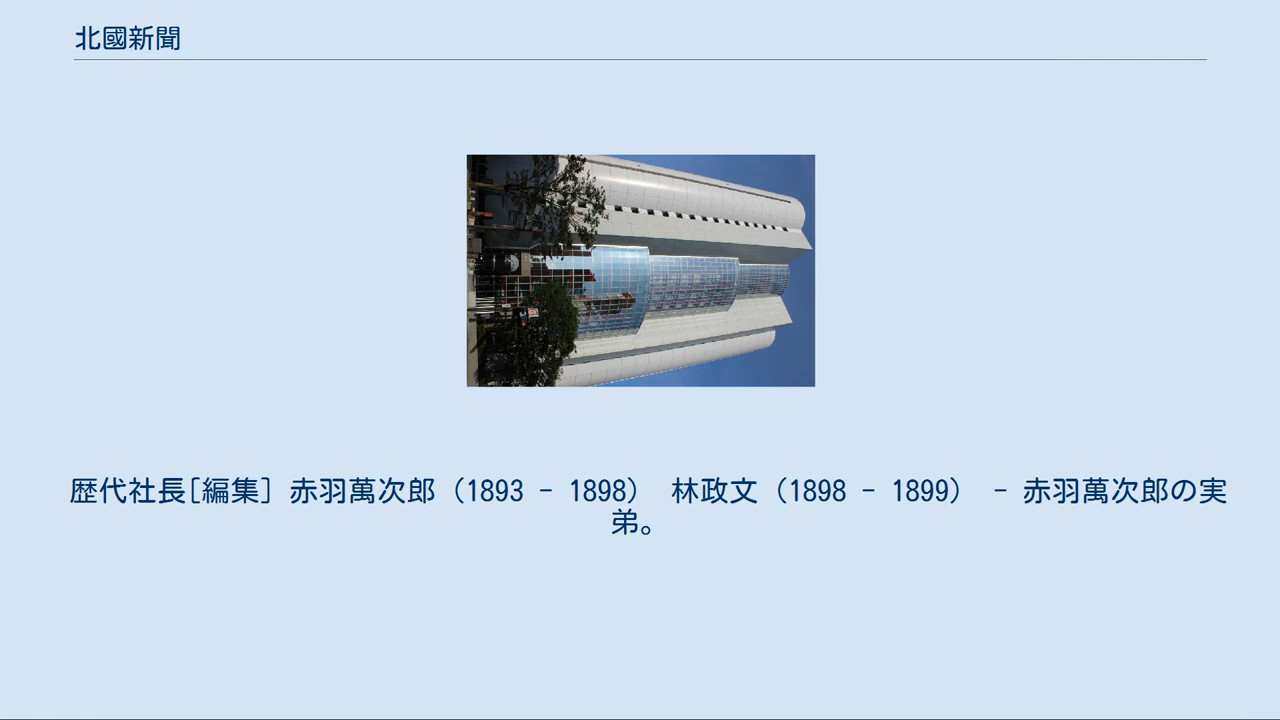 北國新聞
歴代社長[編集] 赤羽萬次郎（1893 - 1898） 林政文（1898 - 1899） - 赤羽萬次郎の実
弟。